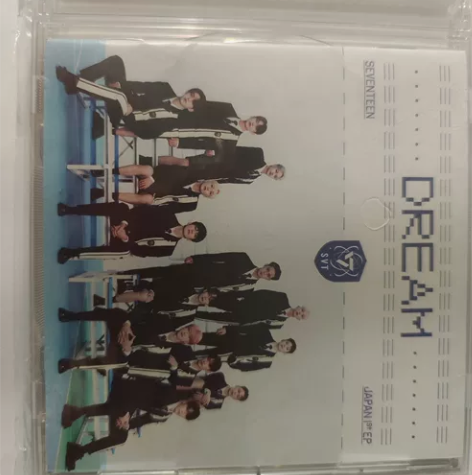 DREAM
SEVENTEEN
JAPAN 1ST EP
SVT